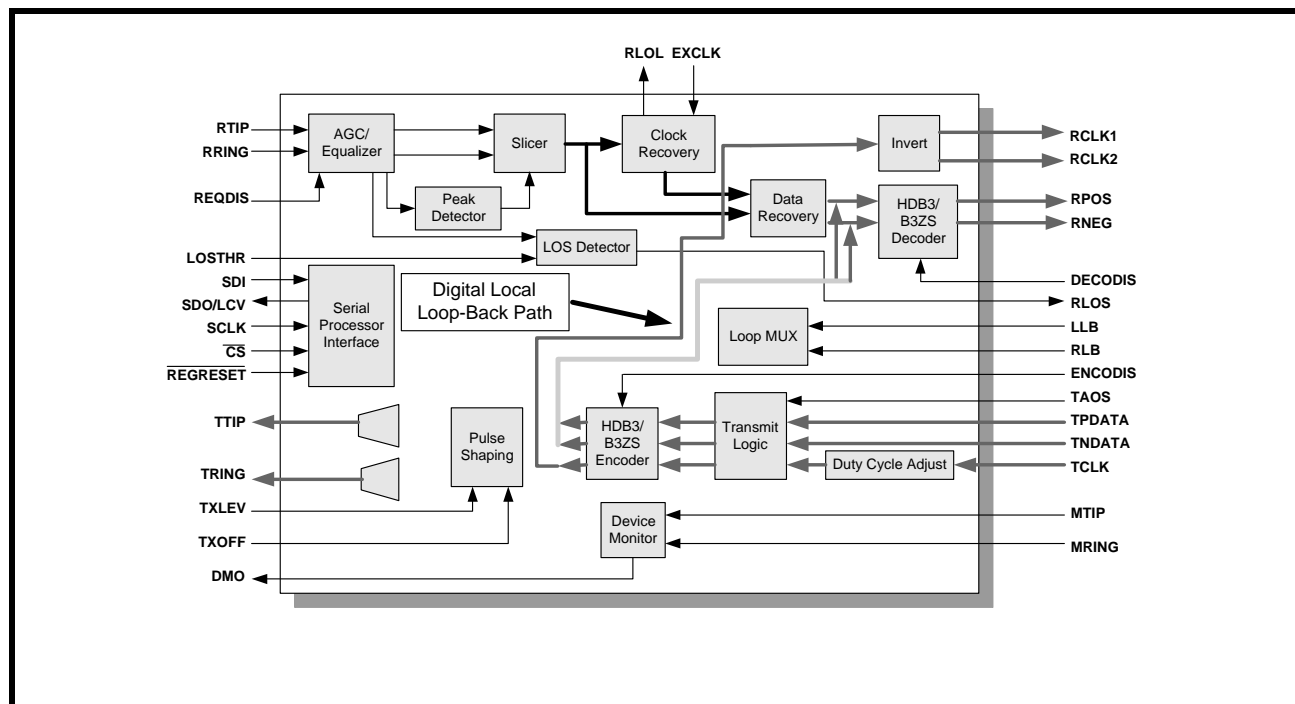 RLOL EXCLK
RTIP
RRING
REQDIS
LOSTHR
SDI
SDO/LCV
SCLK
CS
REGRESET
TTIP
TRING
TXLEV
TXOFF
DMO
AGC/
Equalizer
Peak
Detector
Slicer
LOS Detector
Clock
Recovery
Data
Recovery
Invert
HDB3/
B3ZS
Decoder
Serial
Processor
Interface
Digital Local
Loop-Back Path
Loop MUX
Pulse
Shaping
HDB3/
B3ZS
Encoder
Transmit
Logic
Duty Cycle Adjust
Device
Monitor
RCLK1
RCLK2
RPOS
RNEG
DECODIS
RLOS
LLB
RLB
ENCODIS
TAOS
TPDATA
TNDATA
TCLK
MTIP
MRING